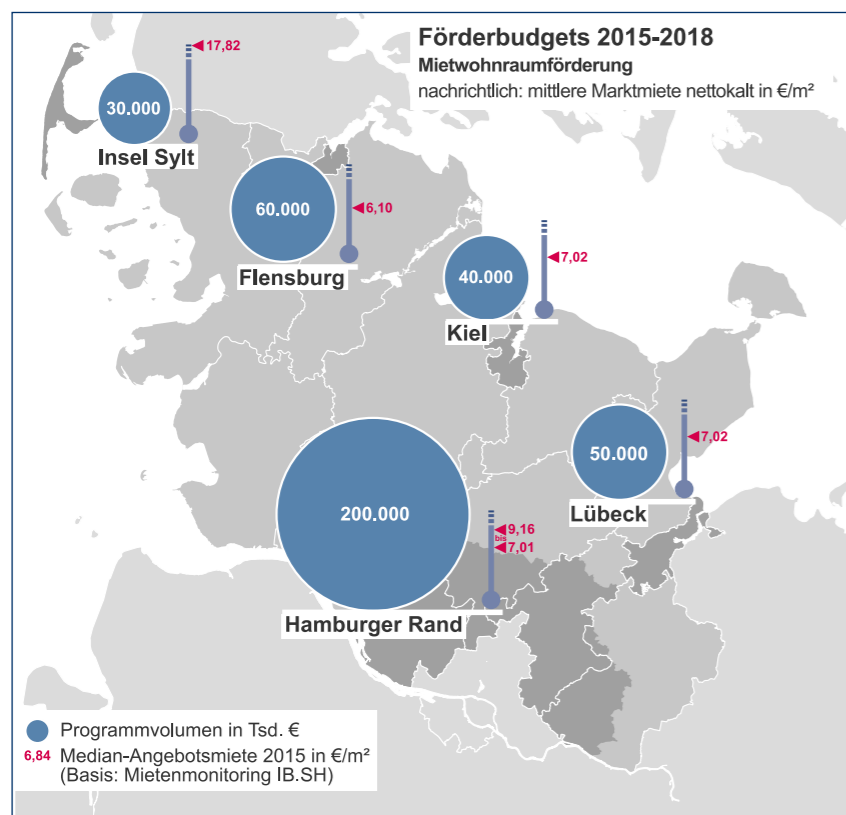 Förderbudgets 2015-2018
Mietwohnraumförderung
nachrichtlich: mittlere Marktmiete nettokalt in €/m²
17,82
30.000
Insel Sylt
60.000
6,10
Flensburg
40.000
7,02
Kiel
50.000
7,02
Lübeck
200.000
9,16
bis
7,01
Hamburger Rand
Programmvolumen in Tsd. €
6,84 Median-Angebotsmiete 2015 in €/m²
(Basis: Mietenmonitoring IB.SH)